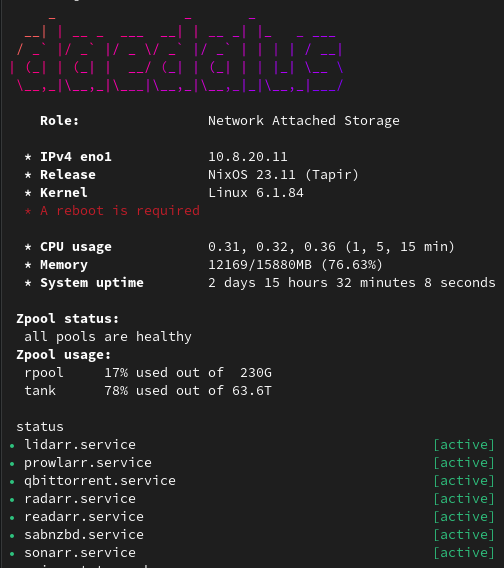 daedalus
Role: Network Attached Storage
* IPv4 eno1 10.8.20.11
* Release NixOS 23.11 (Tapir)
* Kernel Linux 6.1.84
* A reboot is required
* CPU usage 0.31, 0.32, 0.36 (1, 5, 15 min)
* Memory 12169/15880MB (76.63%)
* System uptime 2 days 15 hours 32 minutes 8 seconds
Zpool status:
all pools are healthy
Zpool usage:
rpool 17% used out of 230G
tank 78% used out of 63.6T
status
• lidarr.service [active]
• prowlarr.service [active]
• qbittorrent.service [active]
• radarr.service [active]
• readarr.service [active]
• sabnzbd.service [active]
• sonarr.service [active]